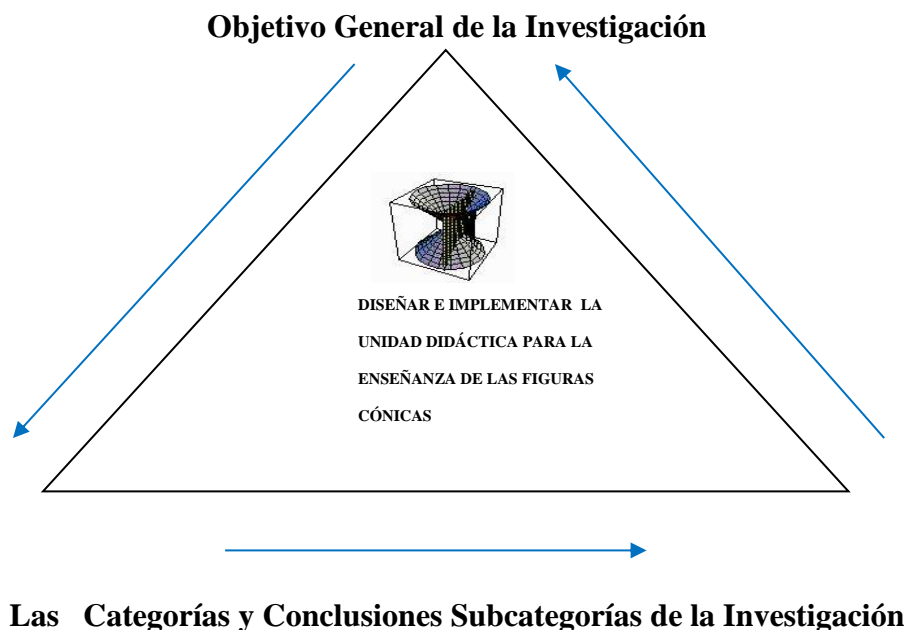 Objetivo General de la Investigación
DISEÑAR E IMPLEMENTAR LA
UNIDAD DIDÁCTICA PARA LA
ENSEÑANZA DE LAS FIGURAS
CÓNICAS
Las Categorías y Conclusiones Subcategorías de la Investigación